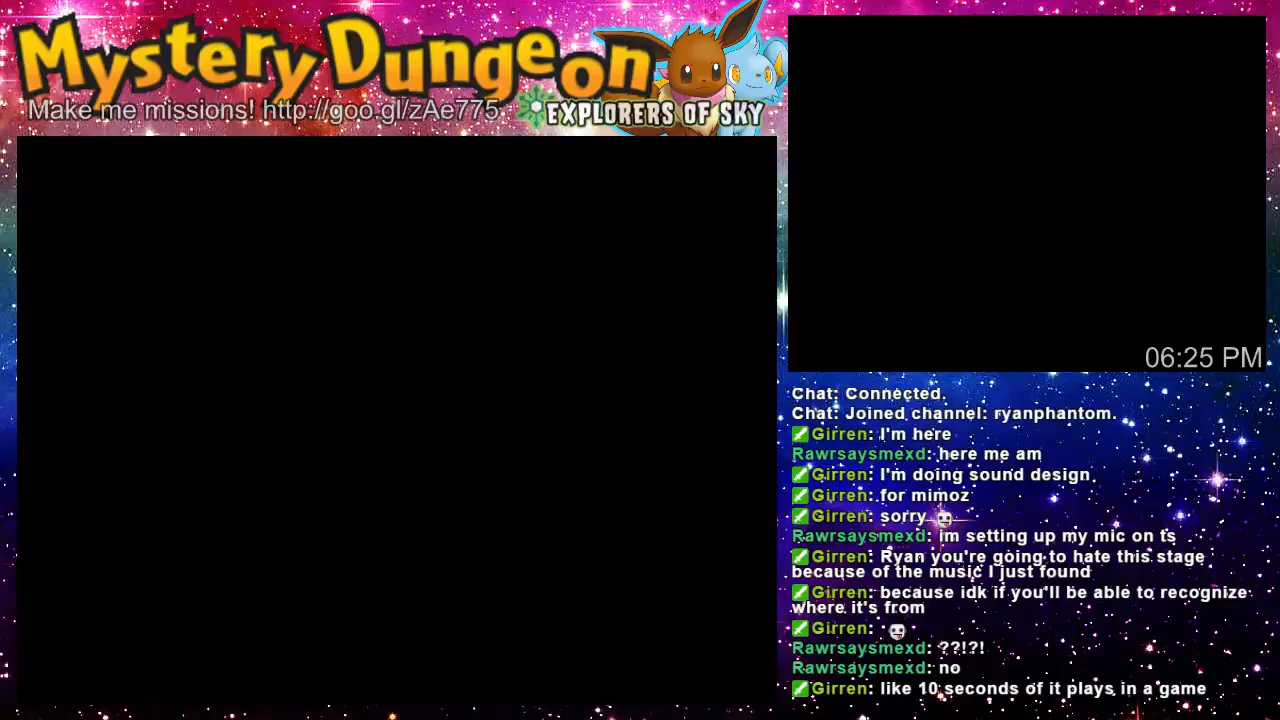 Mystery Dungeon
Make me missions! http://goo.gl/zAe775
EXPLORERS OF SKY
06:25 PM
Chat: Connected.
Chat: Joined channel: ryanphantom.
Girren: I'm here
Rawrsaysmexd: here me am
Girren: I'm doing sound design.
Girren: for mimoz
Girren: sorry
Rawrsaysmexd: im setting up my mic on ts
Girren: Ryan you're going to hate this stage
because of the music I just found
Girren: because idk if you'll be able to recognize
where it's from
Girren:
Rawrsaysmexd: ??!?!
Rawrsaysmexd: no
Girren: like 10 seconds of it plays in a game